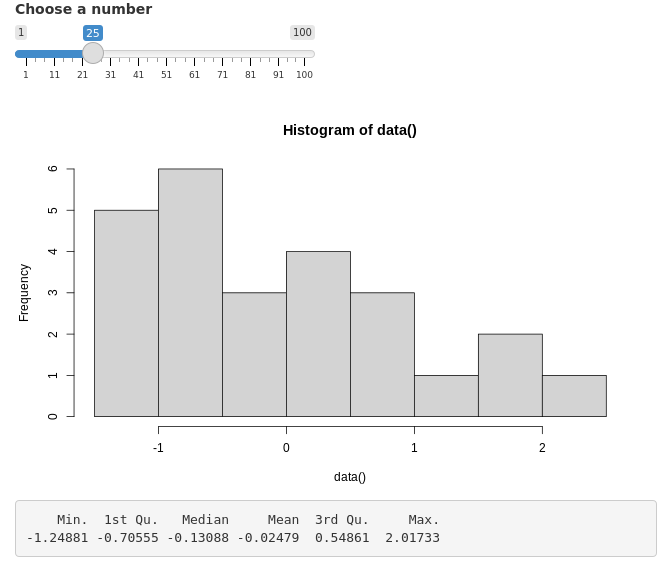 Choose a number
1 25 100
1 11 21 31 41 51 61 71 81 91 100
Histogram of data()
Frequency
6
5
4
3
2
1
0
-1 0 1 2
data()
Min. 1st Qu. Median Mean 3rd Qu. Max.
-1.24881 -0.70555 -0.13088 -0.02479 0.54861 2.01733